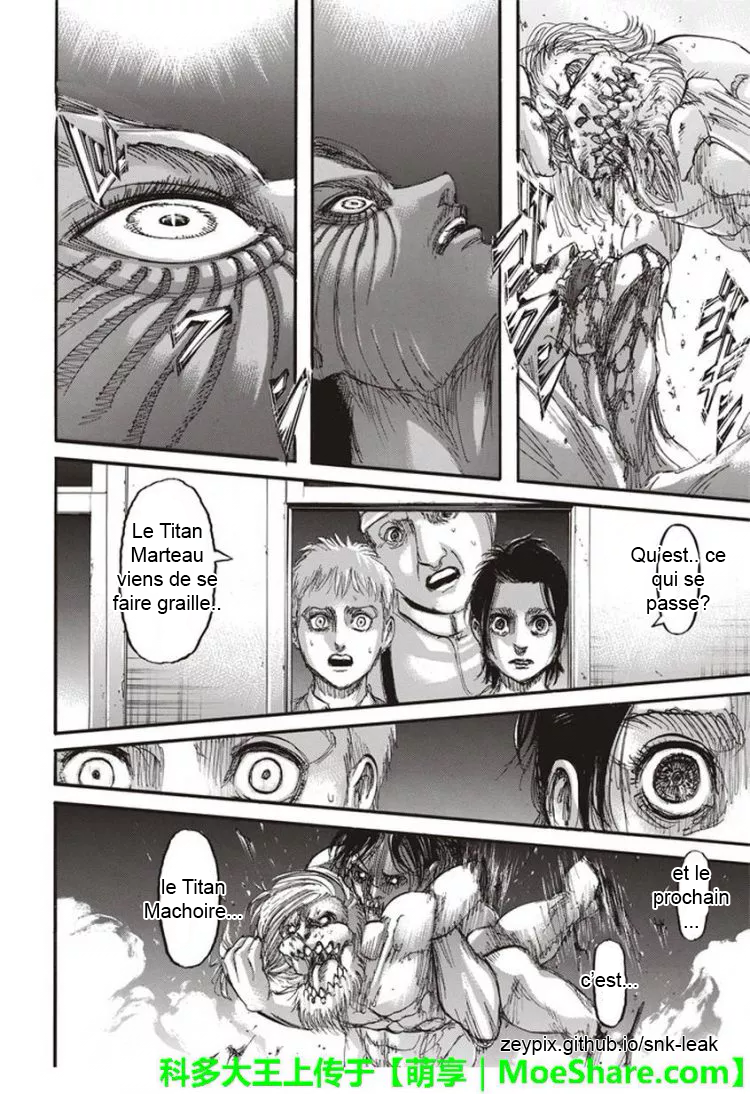 Qu'est.. ce
qui se
passe?
Le Titan
Marteau
viens de se
faire graille!.
et le
prochain
...
c'est...
le Titan
Machoire...
zeypix.github.io/snk-leak
科多大王上传于【萌享｜MoeShare.com】